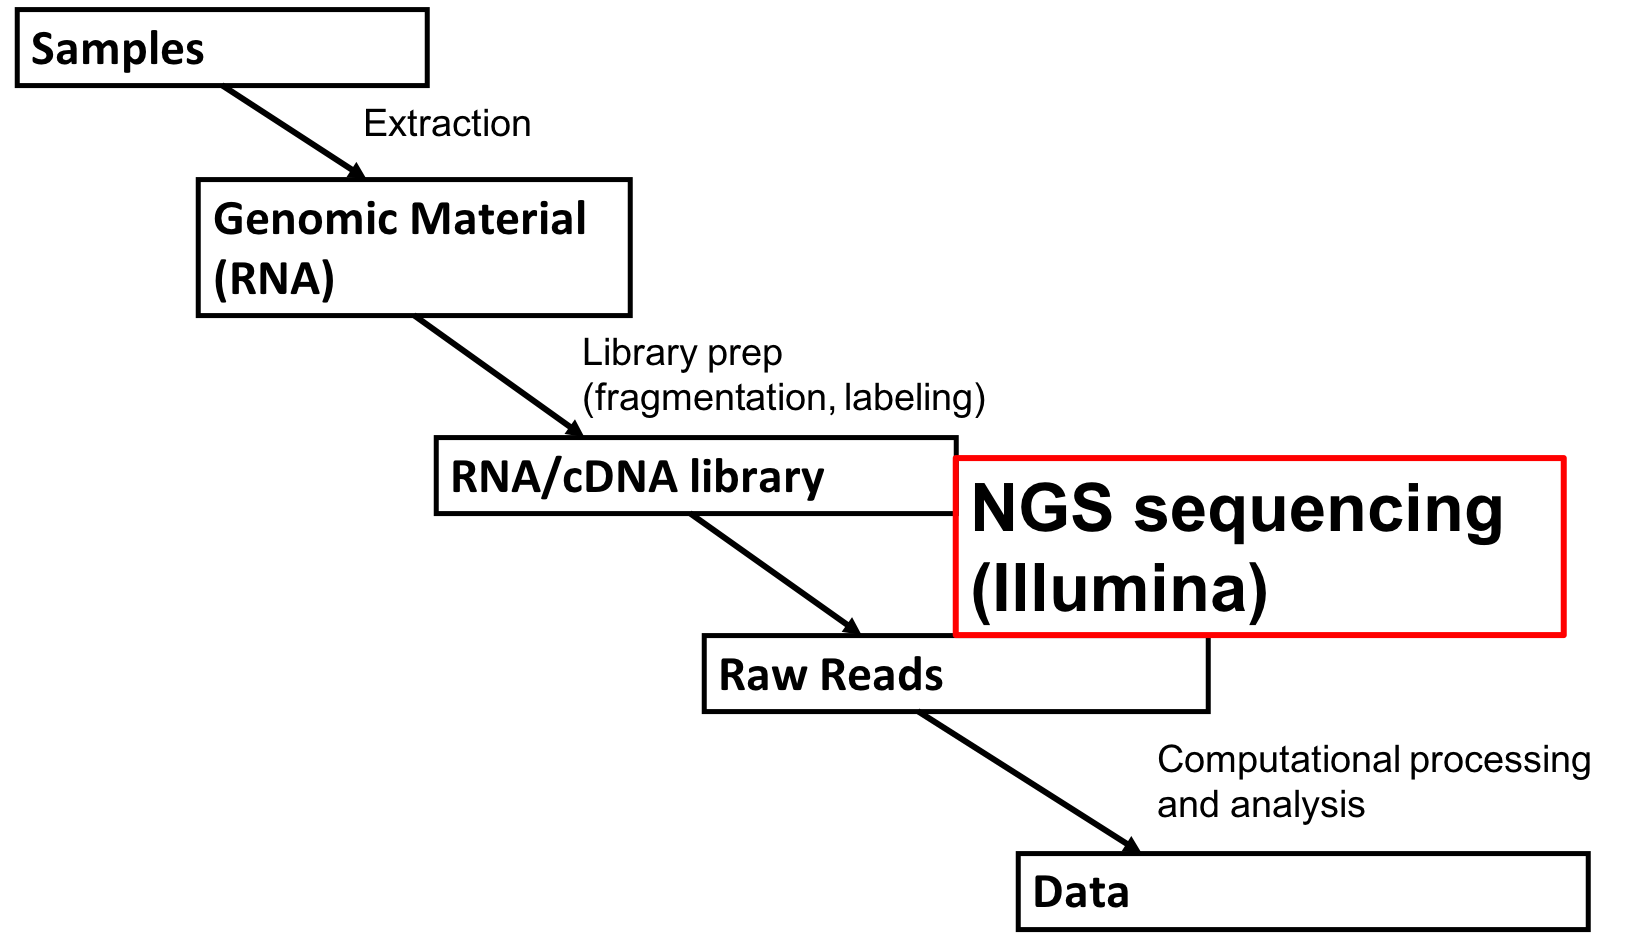 Samples
Extraction
Genomic Material
(RNA)
Library prep
(fragmentation, labeling)
RNA/cDNA library
NGS sequencing
(Illumina)
Raw Reads
Computational processing
and analysis
Data